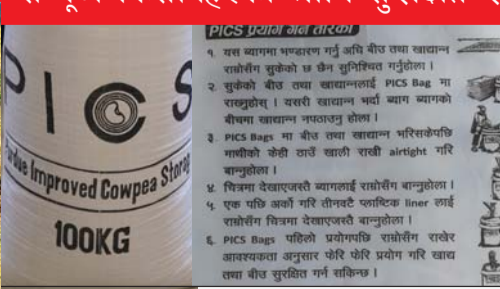 PICS
Purdue Improved Cowpea Storage
100KG
PICS प्रयोग गर्ने तरिका
१. यस ब्यागमा भण्डारण गर्नु अघि बीउ तथा खाद्यान्न
राम्रोसँग सुकेको छ छैन सुनिश्चित गर्नुहोला ।
२. सुकेको बीउ तथा खाद्यान्नलाई PICS Bag मा
राख्नुहोस् । यसरी खाद्यान्न भर्दा ब्याग ब्यागको
बीचमा खाद्यान्न नपठाउनु होला ।
३. PICS Bags मा बीउ तथा खाद्यान्न भरिसकेपछि
माथीको केही ठाउँ खाली राखी airtight गरि
बान्नुहोला ।
४. चित्रमा देखाएजस्तै ब्यागलाई राम्रोसँग बान्नुहोला ।
५. एक पछि अर्को गरि तीनवटै प्लाष्टिक liner लाई
राम्रोसँग चित्रमा देखाएजस्तै बान्नुहोला ।
६. PICS Bags पहिलो प्रयोगपछि राम्रोसँग राखेर
आवश्यकता अनुसार फेरि फेरि प्रयोग गरि खाद्य
तथा बीउ सुरक्षित गर्न सकिन्छ ।